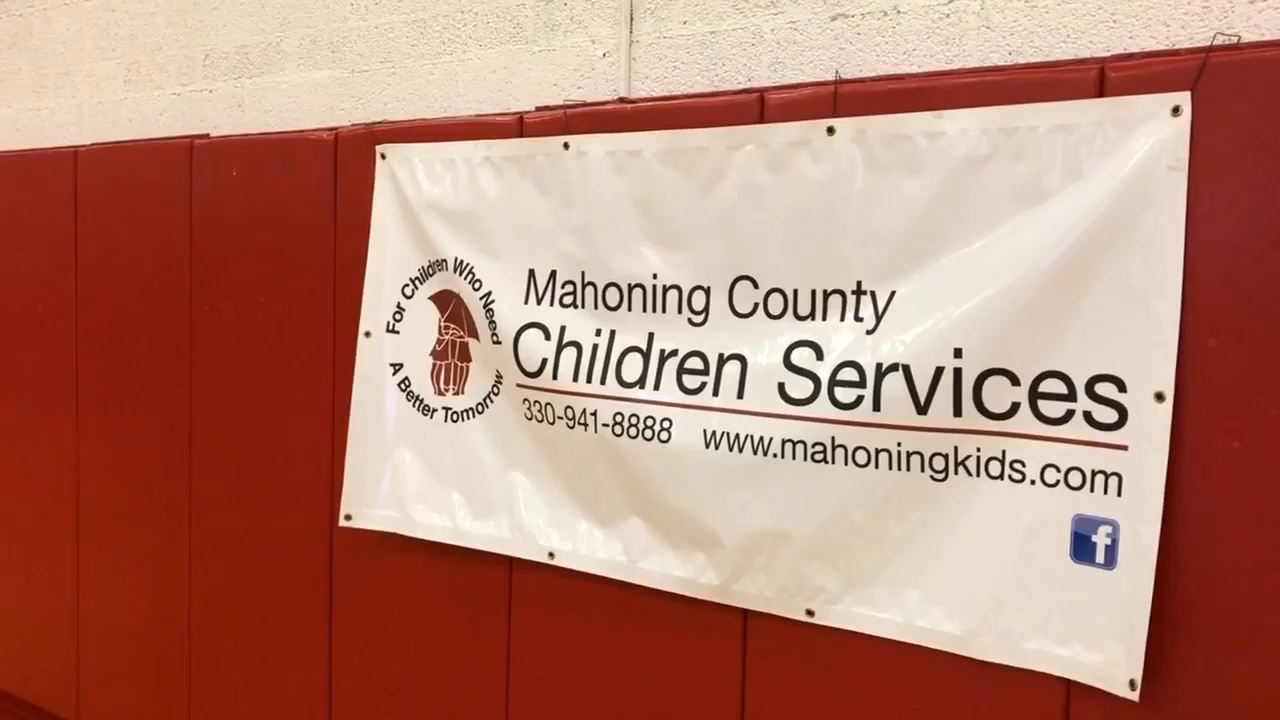 For Children Who Need
A Better Tomorrow
Mahoning County
Children Services
330-941-8888 www.mahoningkids.com
f